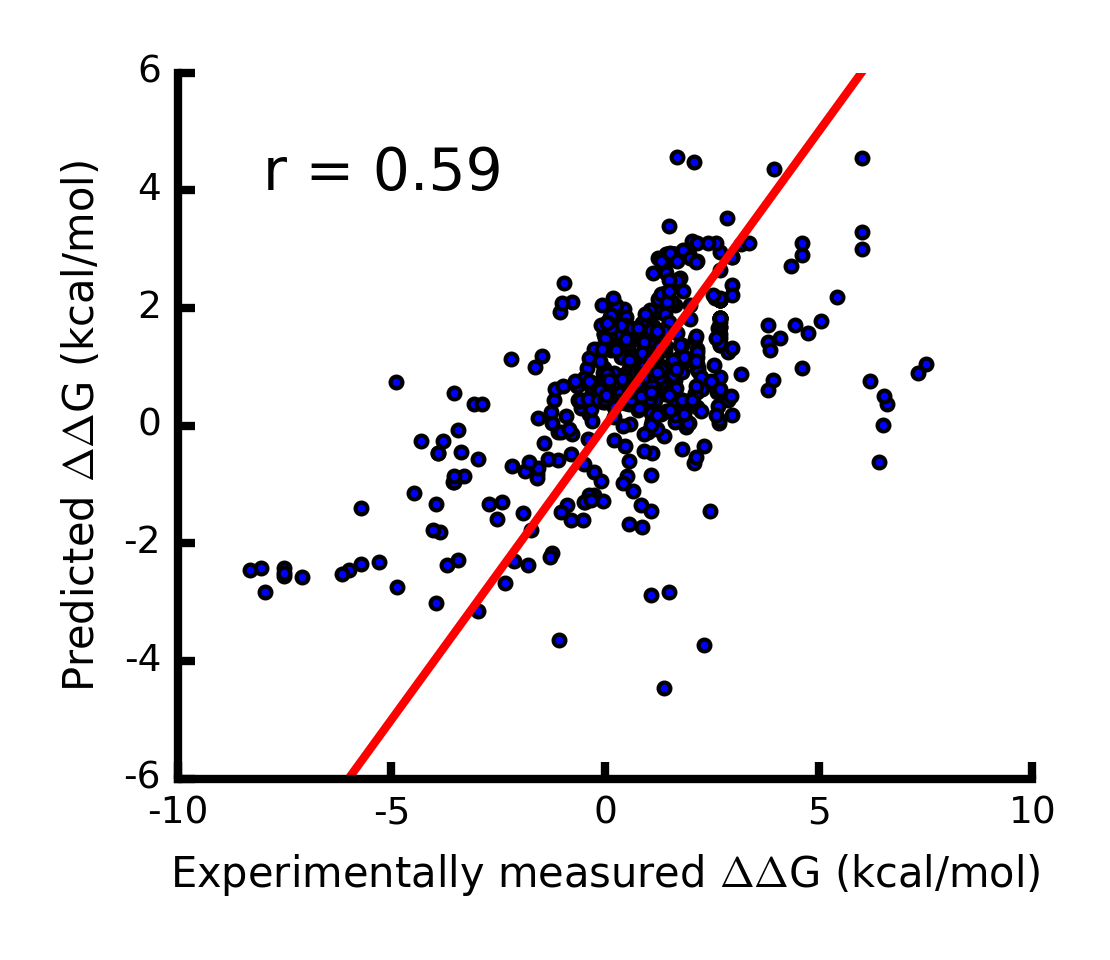 r = 0.59
6
4
2
0
-2
-4
-6
Predicted ΔΔG (kcal/mol)
-10 -5 0 5 10
Experimentally measured ΔΔG (kcal/mol)